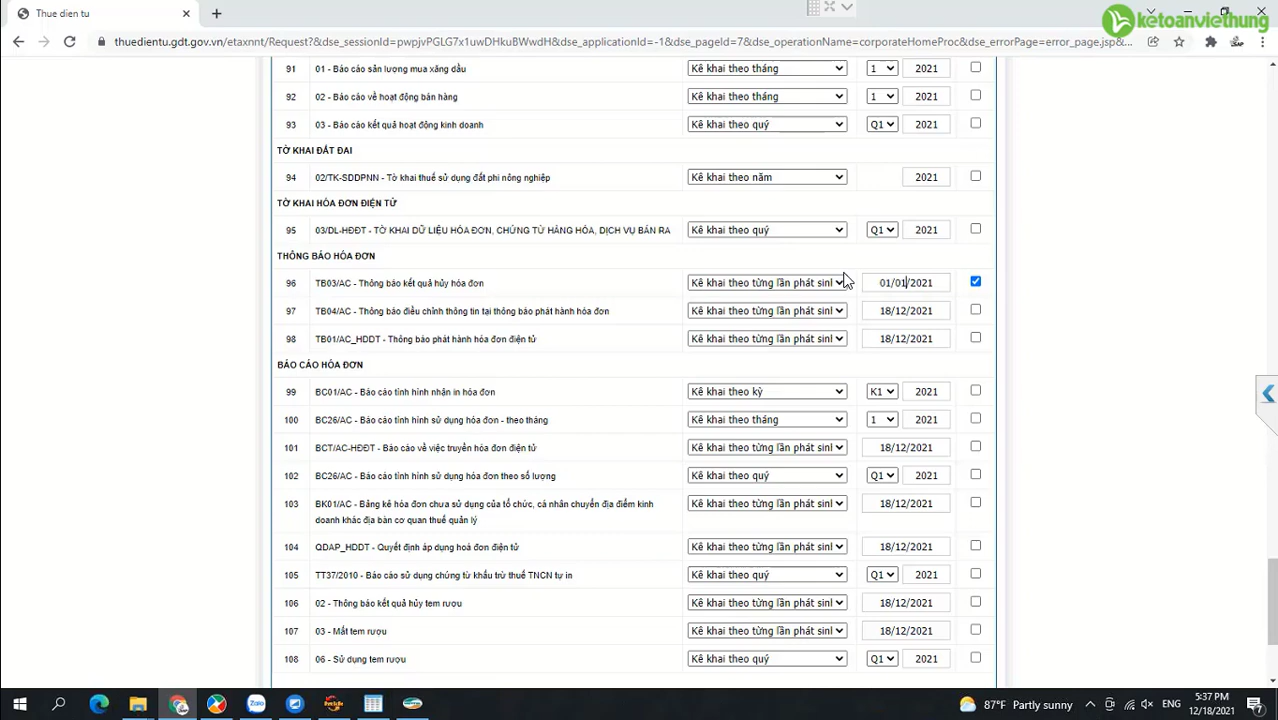 Thue dien tu
ketoanviethung
thuedientu.gdt.gov.vn/etaxnnt/Request?&dse_sessionId=pwpjpGLG7x1uwDHkaBWwdH&dse_applicationId=-1&dse_pageId=7&dse_operationName=corporateHomeProc&dse_errorPage=error_page.jsp&...
91 01 - Báo cáo sản lượng mua xăng dầu Kê khai theo tháng 1 2021
92 02 - Báo cáo về hoạt động bán hàng Kê khai theo tháng 1 2021
93 03 - Báo cáo kết quả hoạt động kinh doanh Kê khai theo quý Q1 2021
TỜ KHAI ĐẤT ĐAI
94 02/TK-SDDPNN - Tờ khai thuế sử dụng đất phi nông nghiệp Kê khai theo năm 2021
TỜ KHAI HÓA ĐƠN ĐIỆN TỬ
95 03/DL-HĐĐT - TỜ KHAI DỮ LIỆU HÓA ĐƠN, CHỨNG TỪ HÀNG HÓA, DỊCH VỤ BÁN RA Kê khai theo quý Q1 2021
THÔNG BÁO HÓA ĐƠN
96 TB03/AC - Thông báo kết quả hủy hóa đơn Kê khai theo từng lần phát sinl 01/01/2021
97 TB04/AC - Thông báo điều chỉnh thông tin tại thông báo phát hành hóa đơn Kê khai theo từng lần phát sinl 18/12/2021
98 TB01/AC_HDDT - Thông báo phát hành hóa đơn điện tử Kê khai theo từng lần phát sinl 18/12/2021
BÁO CÁO HÓA ĐƠN
99 BC01/AC - Báo cáo tình hình nhận in hóa đơn Kê khai theo kỳ K1 2021
100 BC26/AC - Báo cáo tình hình sử dụng hóa đơn - theo tháng Kê khai theo tháng 1 2021
101 BCT/AC-HĐĐT - Báo cáo về việc truyền hóa đơn điện tử Kê khai theo từng lần phát sinl 18/12/2021
102 BC26/AC - Báo cáo tình hình sử dụng hóa đơn theo số lượng Kê khai theo quý Q1 2021
103 BK01/AC - Bảng kê hóa đơn chưa sử dụng của tổ chức, cá nhân chuyển địa điểm kinh Kê khai theo từng lần phát sinl 18/12/2021
doanh khác địa bàn cơ quan thuế quản lý
104 QDAP_HDDT - Quyết định áp dụng hoá đơn điện tử Kê khai theo từng lần phát sinl 18/12/2021
105 TT37/2010 - Báo cáo sử dụng chứng từ khấu trừ thuế TNCN tự in Kê khai theo quý Q1 2021
106 02 - Thông báo kết quả hủy tem rượu Kê khai theo từng lần phát sinl 18/12/2021
107 03 - Mất tem rượu Kê khai theo từng lần phát sinl 18/12/2021
108 06 - Sử dụng tem rượu Kê khai theo quý Q1 2021
Zalo
87°F Partly sunny
ENG
5:37 PM
12/18/2021